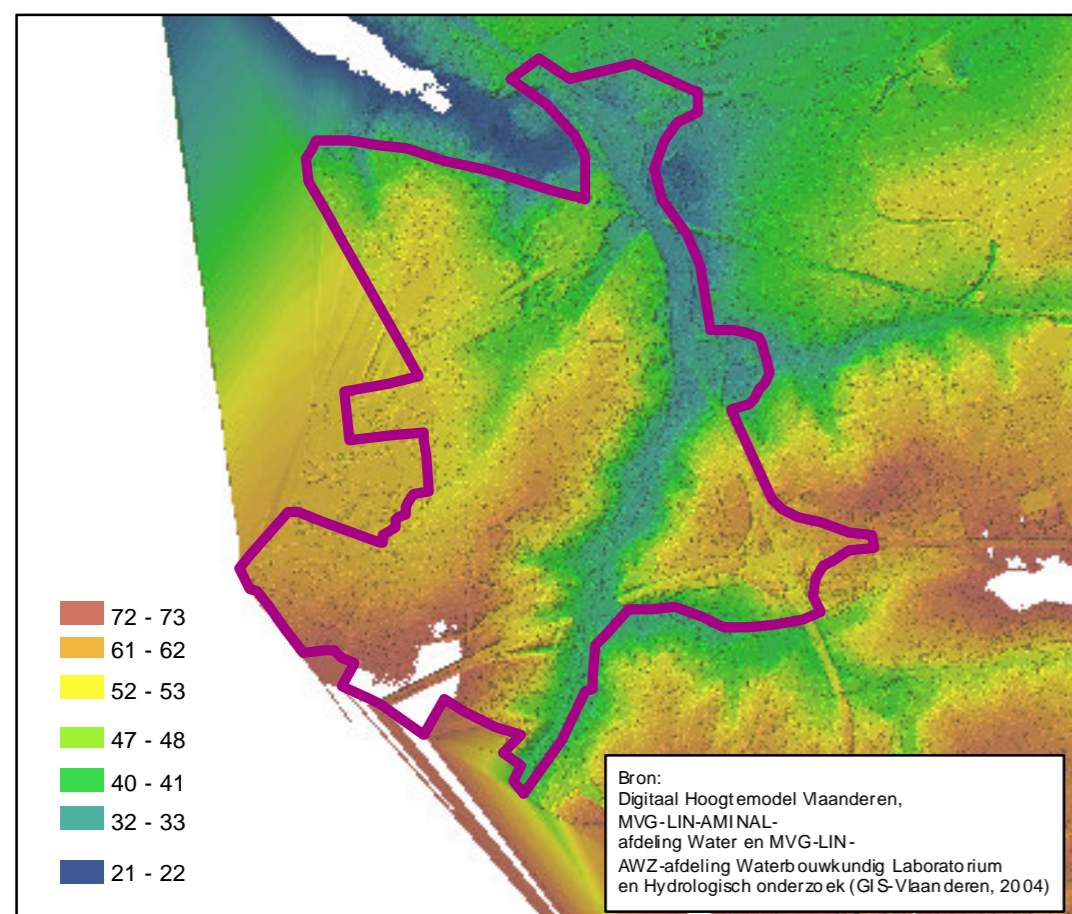 72 - 73
61 - 62
52 - 53
47 - 48
40 - 41
32 - 33
21 - 22
Bron:
Digitaal Hoogtemodel Vlaanderen,
MVG-LIN-AMINAL-
afdeling Water en MVG-LIN-
AWZ-afdeling Waterbouwkundig Laboratorium
en Hydrologisch onderzoek (GIS-Vlaanderen, 2004)